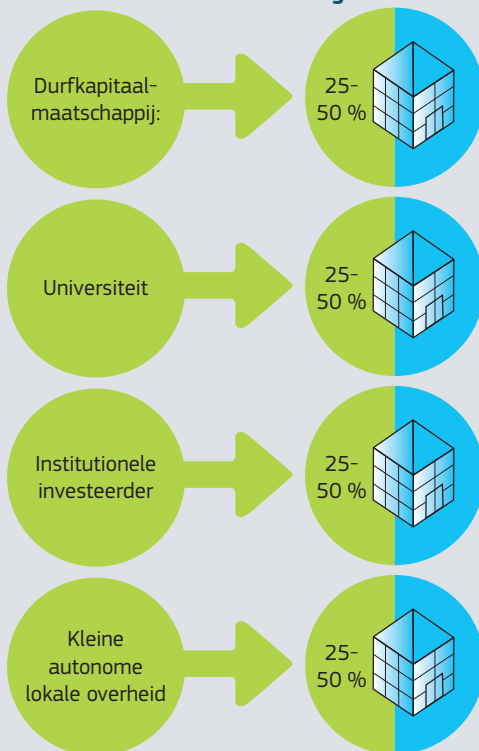 Durfkapitaal-
maatschappij:
25-
50 %
Universiteit
25-
50 %
Institutionele
investeerder
25-
50 %
Kleine
autonome
lokale overheid
25-
50 %